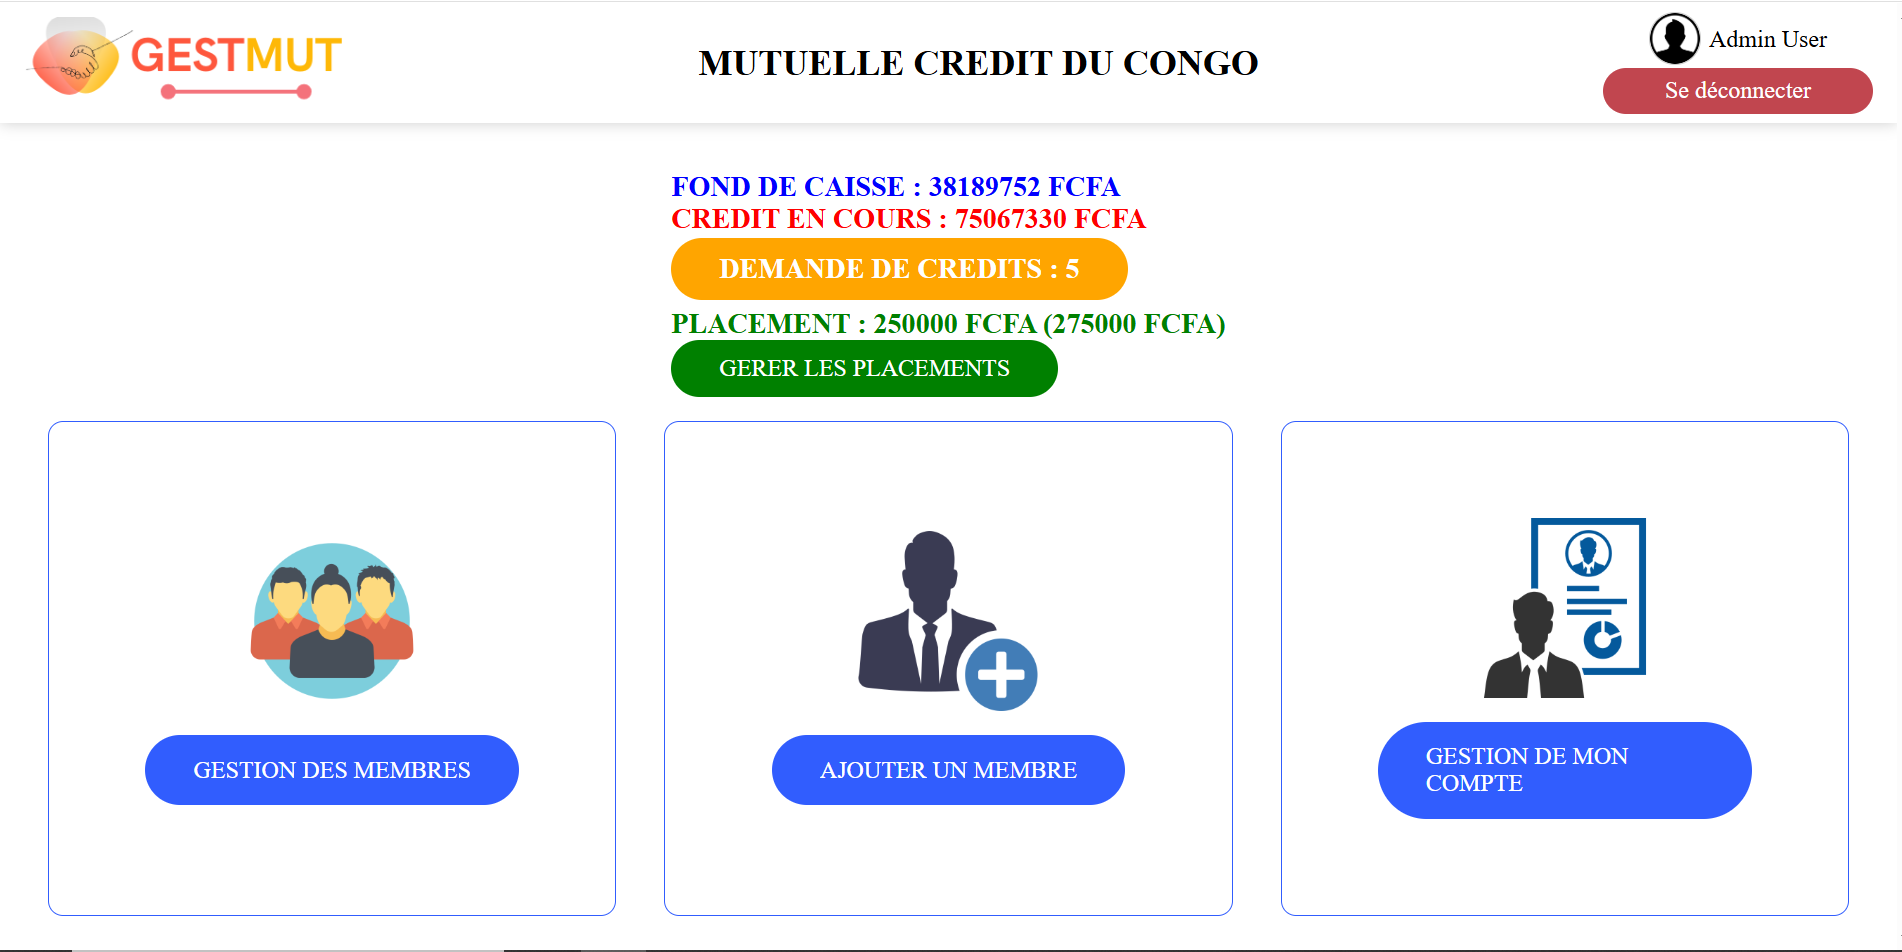 GESTMUT
MUTUELLE CREDIT DU CONGO
Admin User
Se déconnecter
FOND DE CAISSE : 38189752 FCFA
CREDIT EN COURS : 75067330 FCFA
DEMANDE DE CREDITS : 5
PLACEMENT : 250000 FCFA (275000 FCFA)
GERER LES PLACEMENTS
GESTION DES MEMBRES
AJOUTER UN MEMBRE
GESTION DE MON
COMPTE